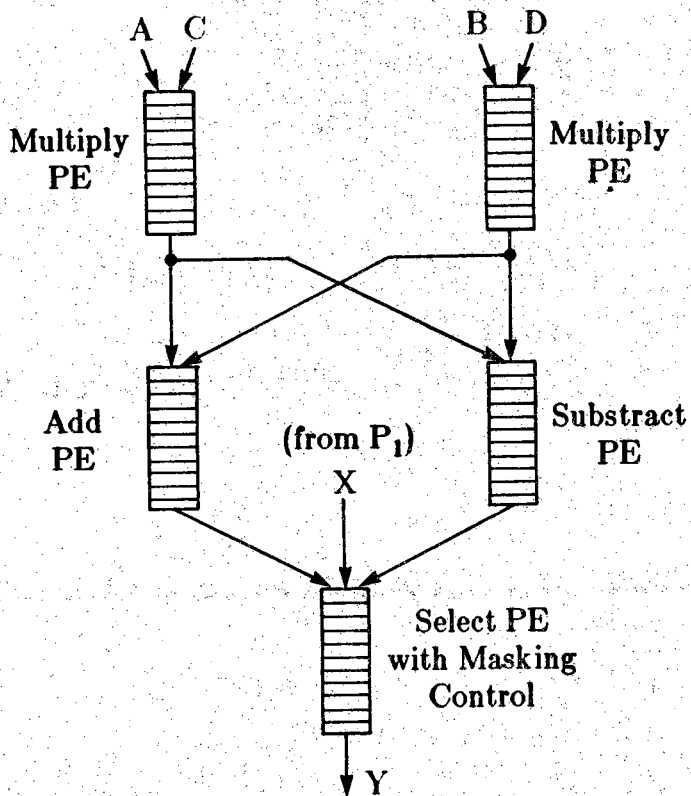 A C
B D
Multiply
PE
Multiply
PE
Add
PE
(from P₁)
X
Substract
PE
Select PE
with Masking
Control
Y